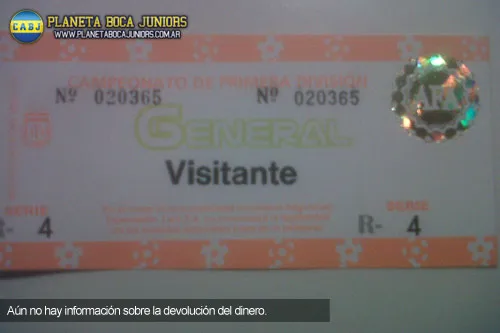 PLANETA BOCA JUNIORS
CABJ
WWW.PLANETABOCAJUNIORS.COM.AR
CAMPEONATO DE PRIMERA DIVISION
Nº 020365
Nº 020365
GENERAL
Visitante
SERIE
SERIE
R- 4
R- 4
Aún no hay información sobre la devolución del dinero.